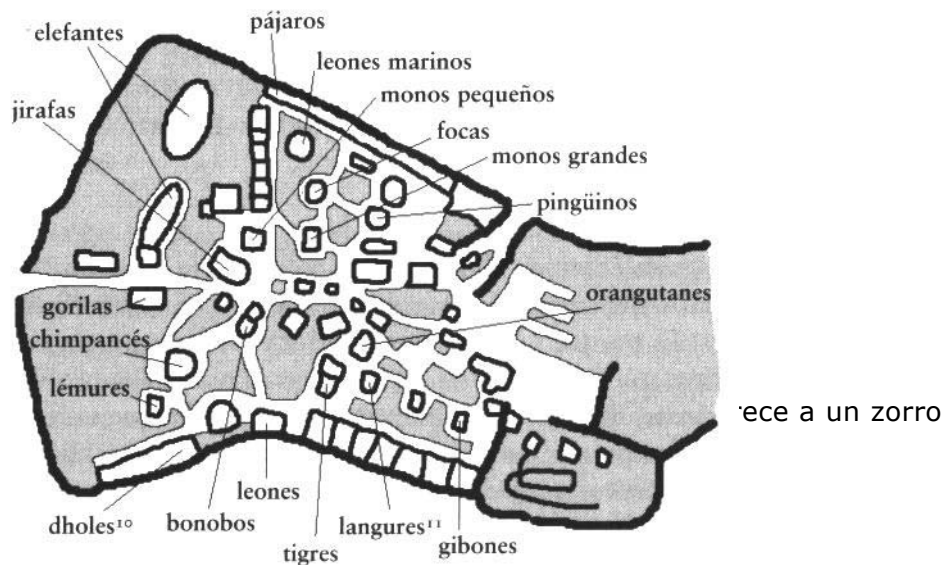 pájaros
elefantes
leones marinos
monos pequeños
jirafas
focas
monos grandes
pingüinos
orangutanes
gorilas
chimpancés
lémures
rece a un zorro
leones
dholes¹⁰
bonobos
langures¹¹
gibones
tigres